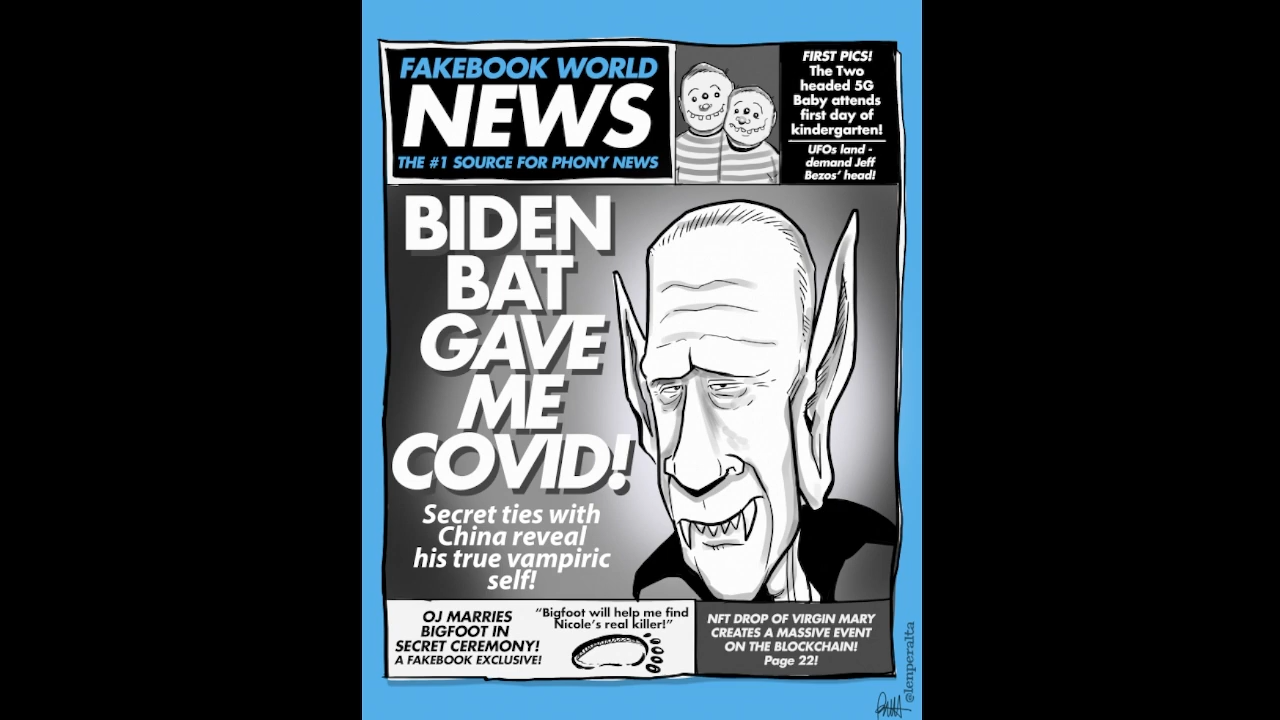 FAKEBOOK WORLD
NEWS
THE #1 SOURCE FOR PHONY NEWS
FIRST PICS!
The Two
headed 5G
Baby attends
first day of
kindergarten!
UFOs land -
demand Jeff
Bezos' head!
BIDEN
BAT
GAVE
ME
COVID!
Secret ties with
China reveal
his true vampiric
self!
OJ MARRIES
BIGFOOT IN
SECRET CEREMONY!
A FAKEBOOK EXCLUSIVE!
“Bigfoot will help me find
Nicole’s real killer!”
NFT DROP OF VIRGIN MARY
CREATES A MASSIVE EVENT
ON THE BLOCKCHAIN!
Page 22!
@lenperalta